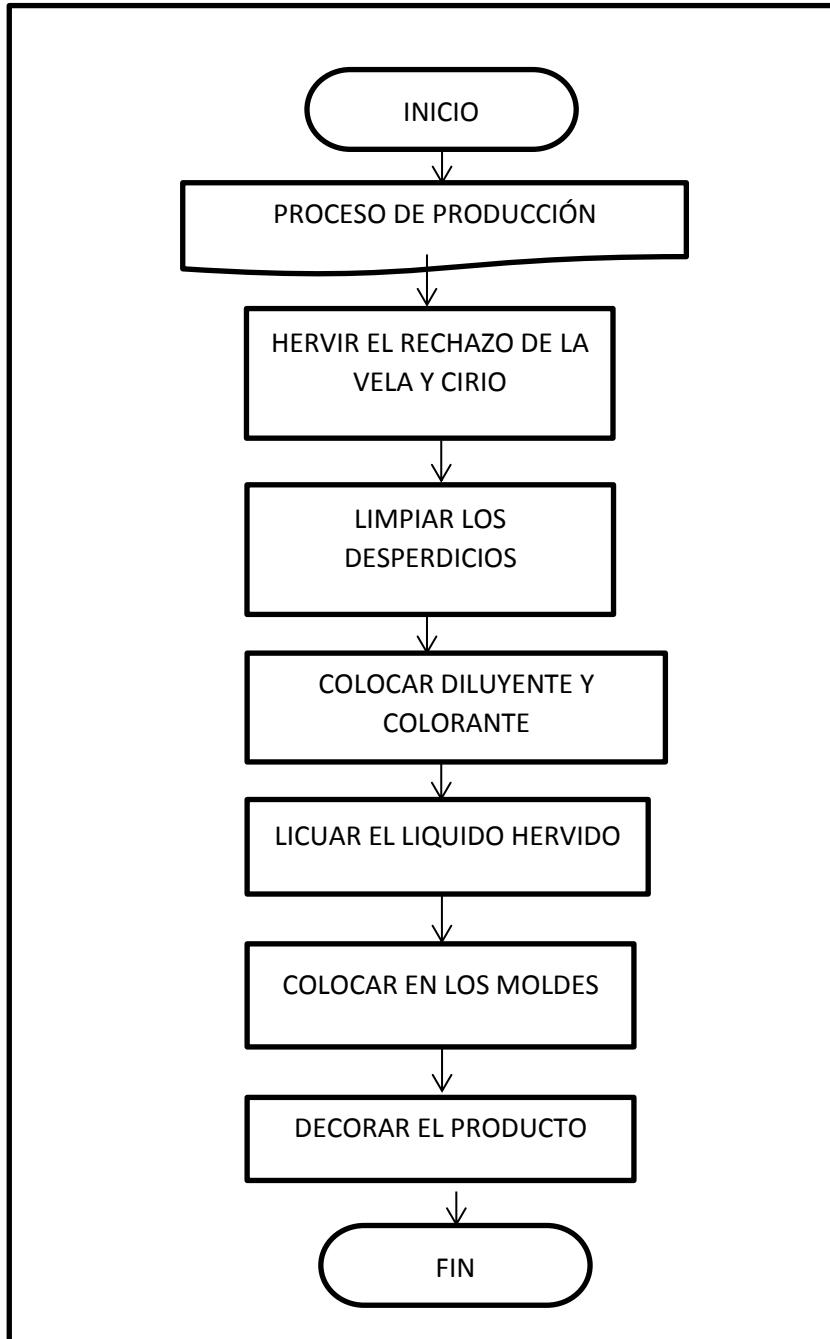 INICIO
PROCESO DE PRODUCCIÓN
HERVIR EL RECHAZO DE LA
VELA Y CIRIO
LIMPIAR LOS
DESPERDICIOS
COLOCAR DILUYENTE Y
COLORANTE
LICUAR EL LIQUIDO HERVIDO
COLOCAR EN LOS MOLDES
DECORAR EL PRODUCTO
FIN